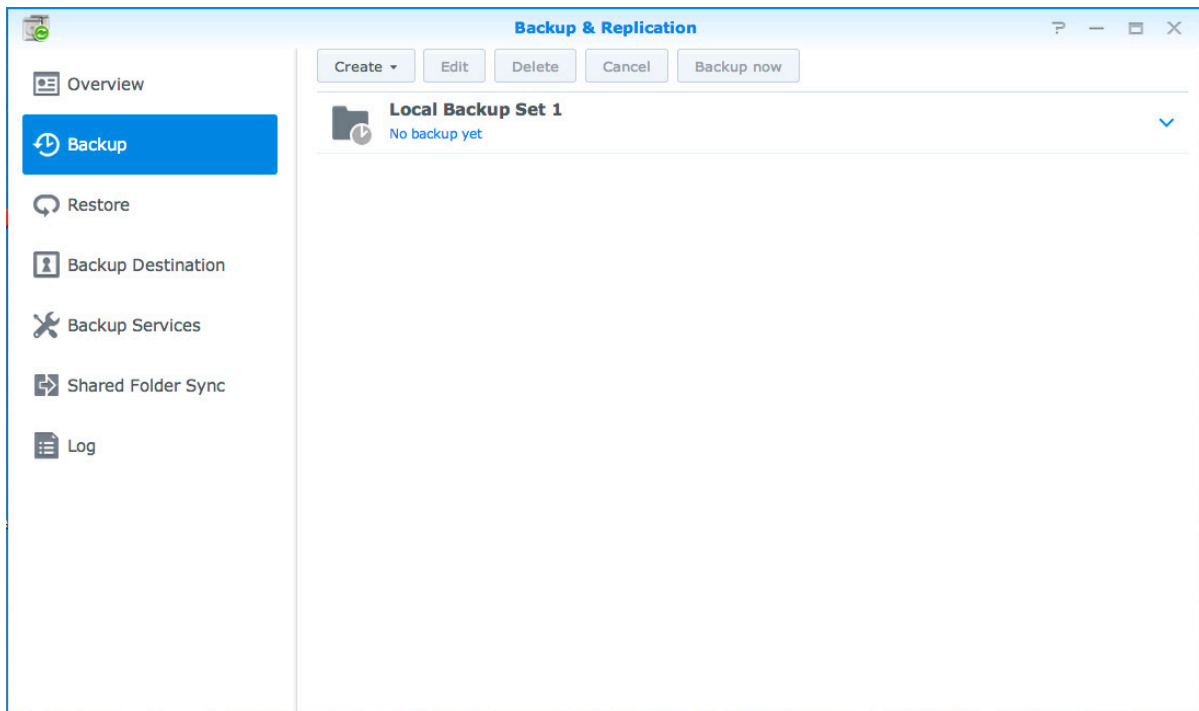 Backup & Replication
Overview
Backup
Restore
Backup Destination
Backup Services
Shared Folder Sync
Log
Create Edit Delete Cancel Backup now
Local Backup Set 1
No backup yet